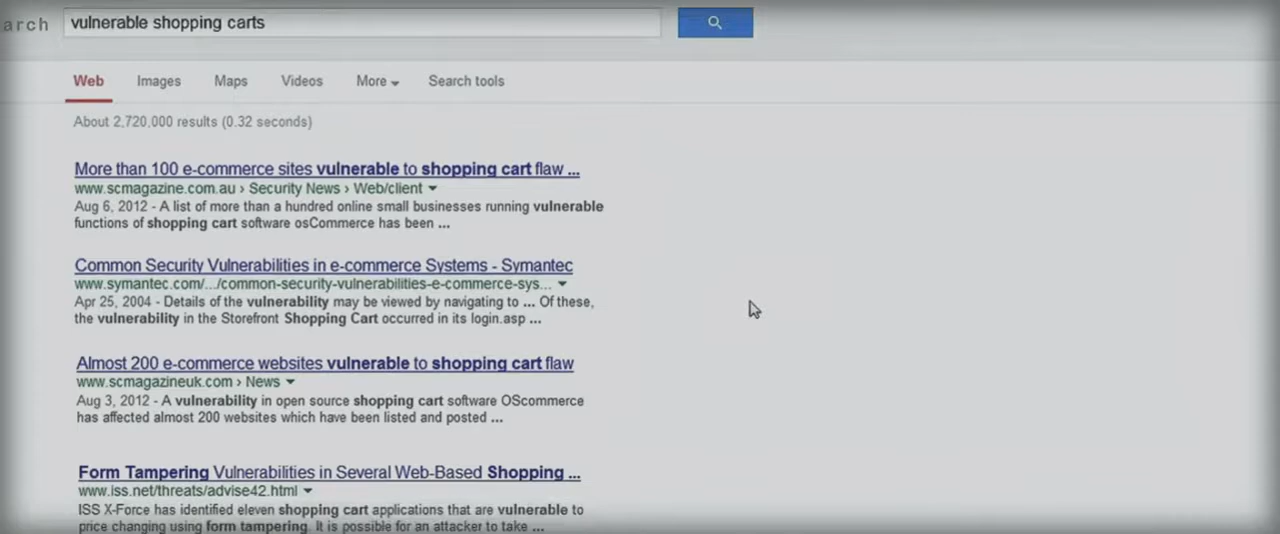 arch vulnerable shopping carts
Web Images Maps Videos More Search tools
About 2,720,000 results (0.32 seconds)
More than 100 e-commerce sites vulnerable to shopping cart flaw ...
www.scmagazine.com.au › Security News › Web/client
Aug 6, 2012 - A list of more than a hundred online small businesses running vulnerable
functions of shopping cart software osCommerce has been ...
Common Security Vulnerabilities in e-commerce Systems - Symantec
www.symantec.com/.../common-security-vulnerabilities-e-commerce-sys...
Apr 25, 2004 - Details of the vulnerability may be viewed by navigating to ... Of these,
the vulnerability in the Storefront Shopping Cart occurred in its login.asp ...
Almost 200 e-commerce websites vulnerable to shopping cart flaw
www.scmagazineuk.com › News
Aug 3, 2012 - A vulnerability in open source shopping cart software OScommerce
has affected almost 200 websites which have been listed and posted ...
Form Tampering Vulnerabilities in Several Web-Based Shopping ...
www.iss.net/threats/advise42.html
ISS X-Force has identified eleven shopping cart applications that are vulnerable to
price changing using form tampering. It is possible for an attacker to take ...